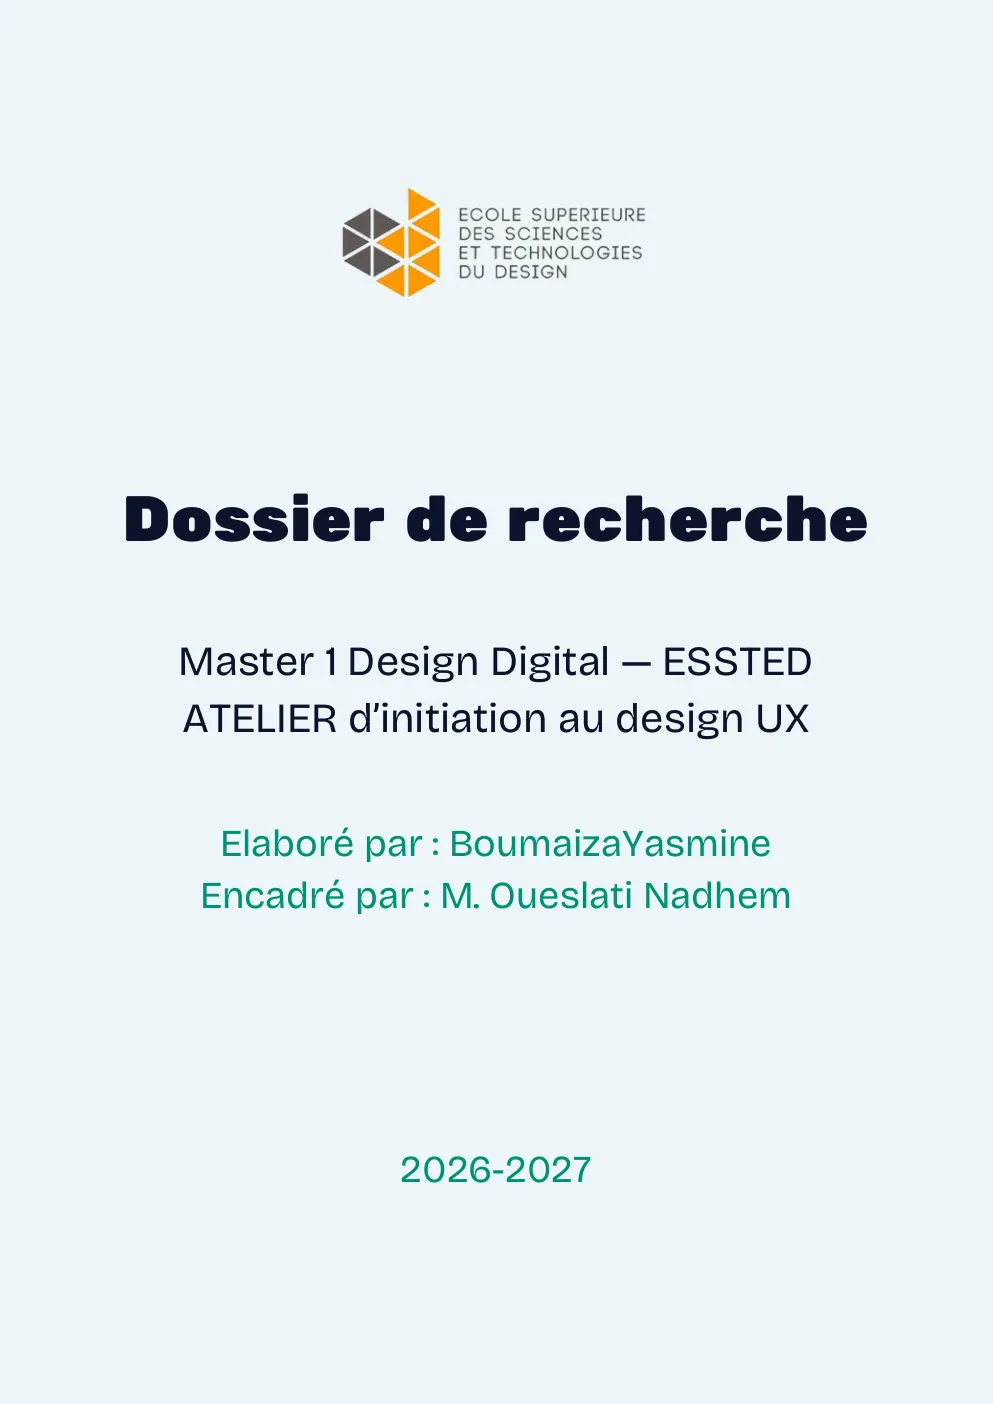 ECOLE SUPERIEURE
DES SCIENCES
ET TECHNOLOGIES
DU DESIGN
Dossier de recherche
Master 1 Design Digital — ESSTED
ATELIER d’initiation au design UX
Elaboré par : BoumaizaYasmine
Encadré par : M. Oueslati Nadhem
2026-2027